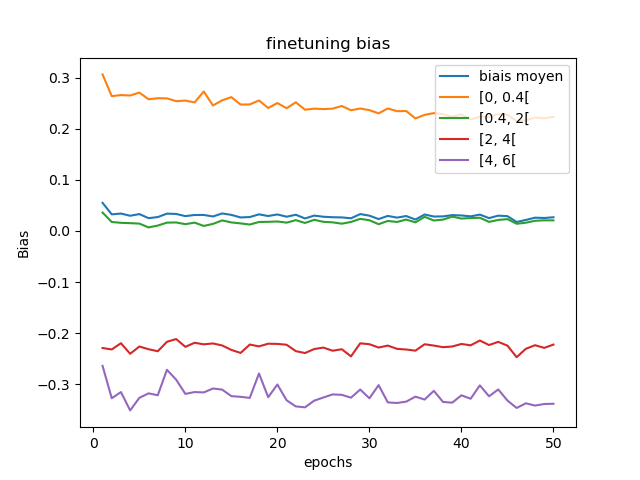 finetuning bias
biais moyen
[0, 0.4[
[0.4, 2[
[2, 4[
[4, 6[
Bias
0.3
0.2
0.1
0.0
−0.1
−0.2
−0.3
0 10 20 30 40 50
epochs